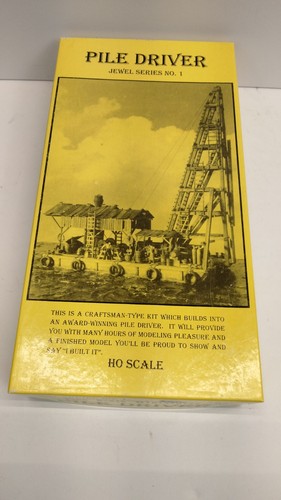 PILE DRIVER
JEWEL SERIES NO. 1
THIS IS A CRAFTSMAN-TYPE KIT WHICH BUILDS INTO
AN AWARD-WINNING PILE DRIVER. IT WILL PROVIDE
YOU WITH MANY HOURS OF MODELING PLEASURE AND
A FINISHED MODEL YOU'LL BE PROUD TO SHOW AND
SAY "I BUILT IT".
HO SCALE
PILE DRIVER